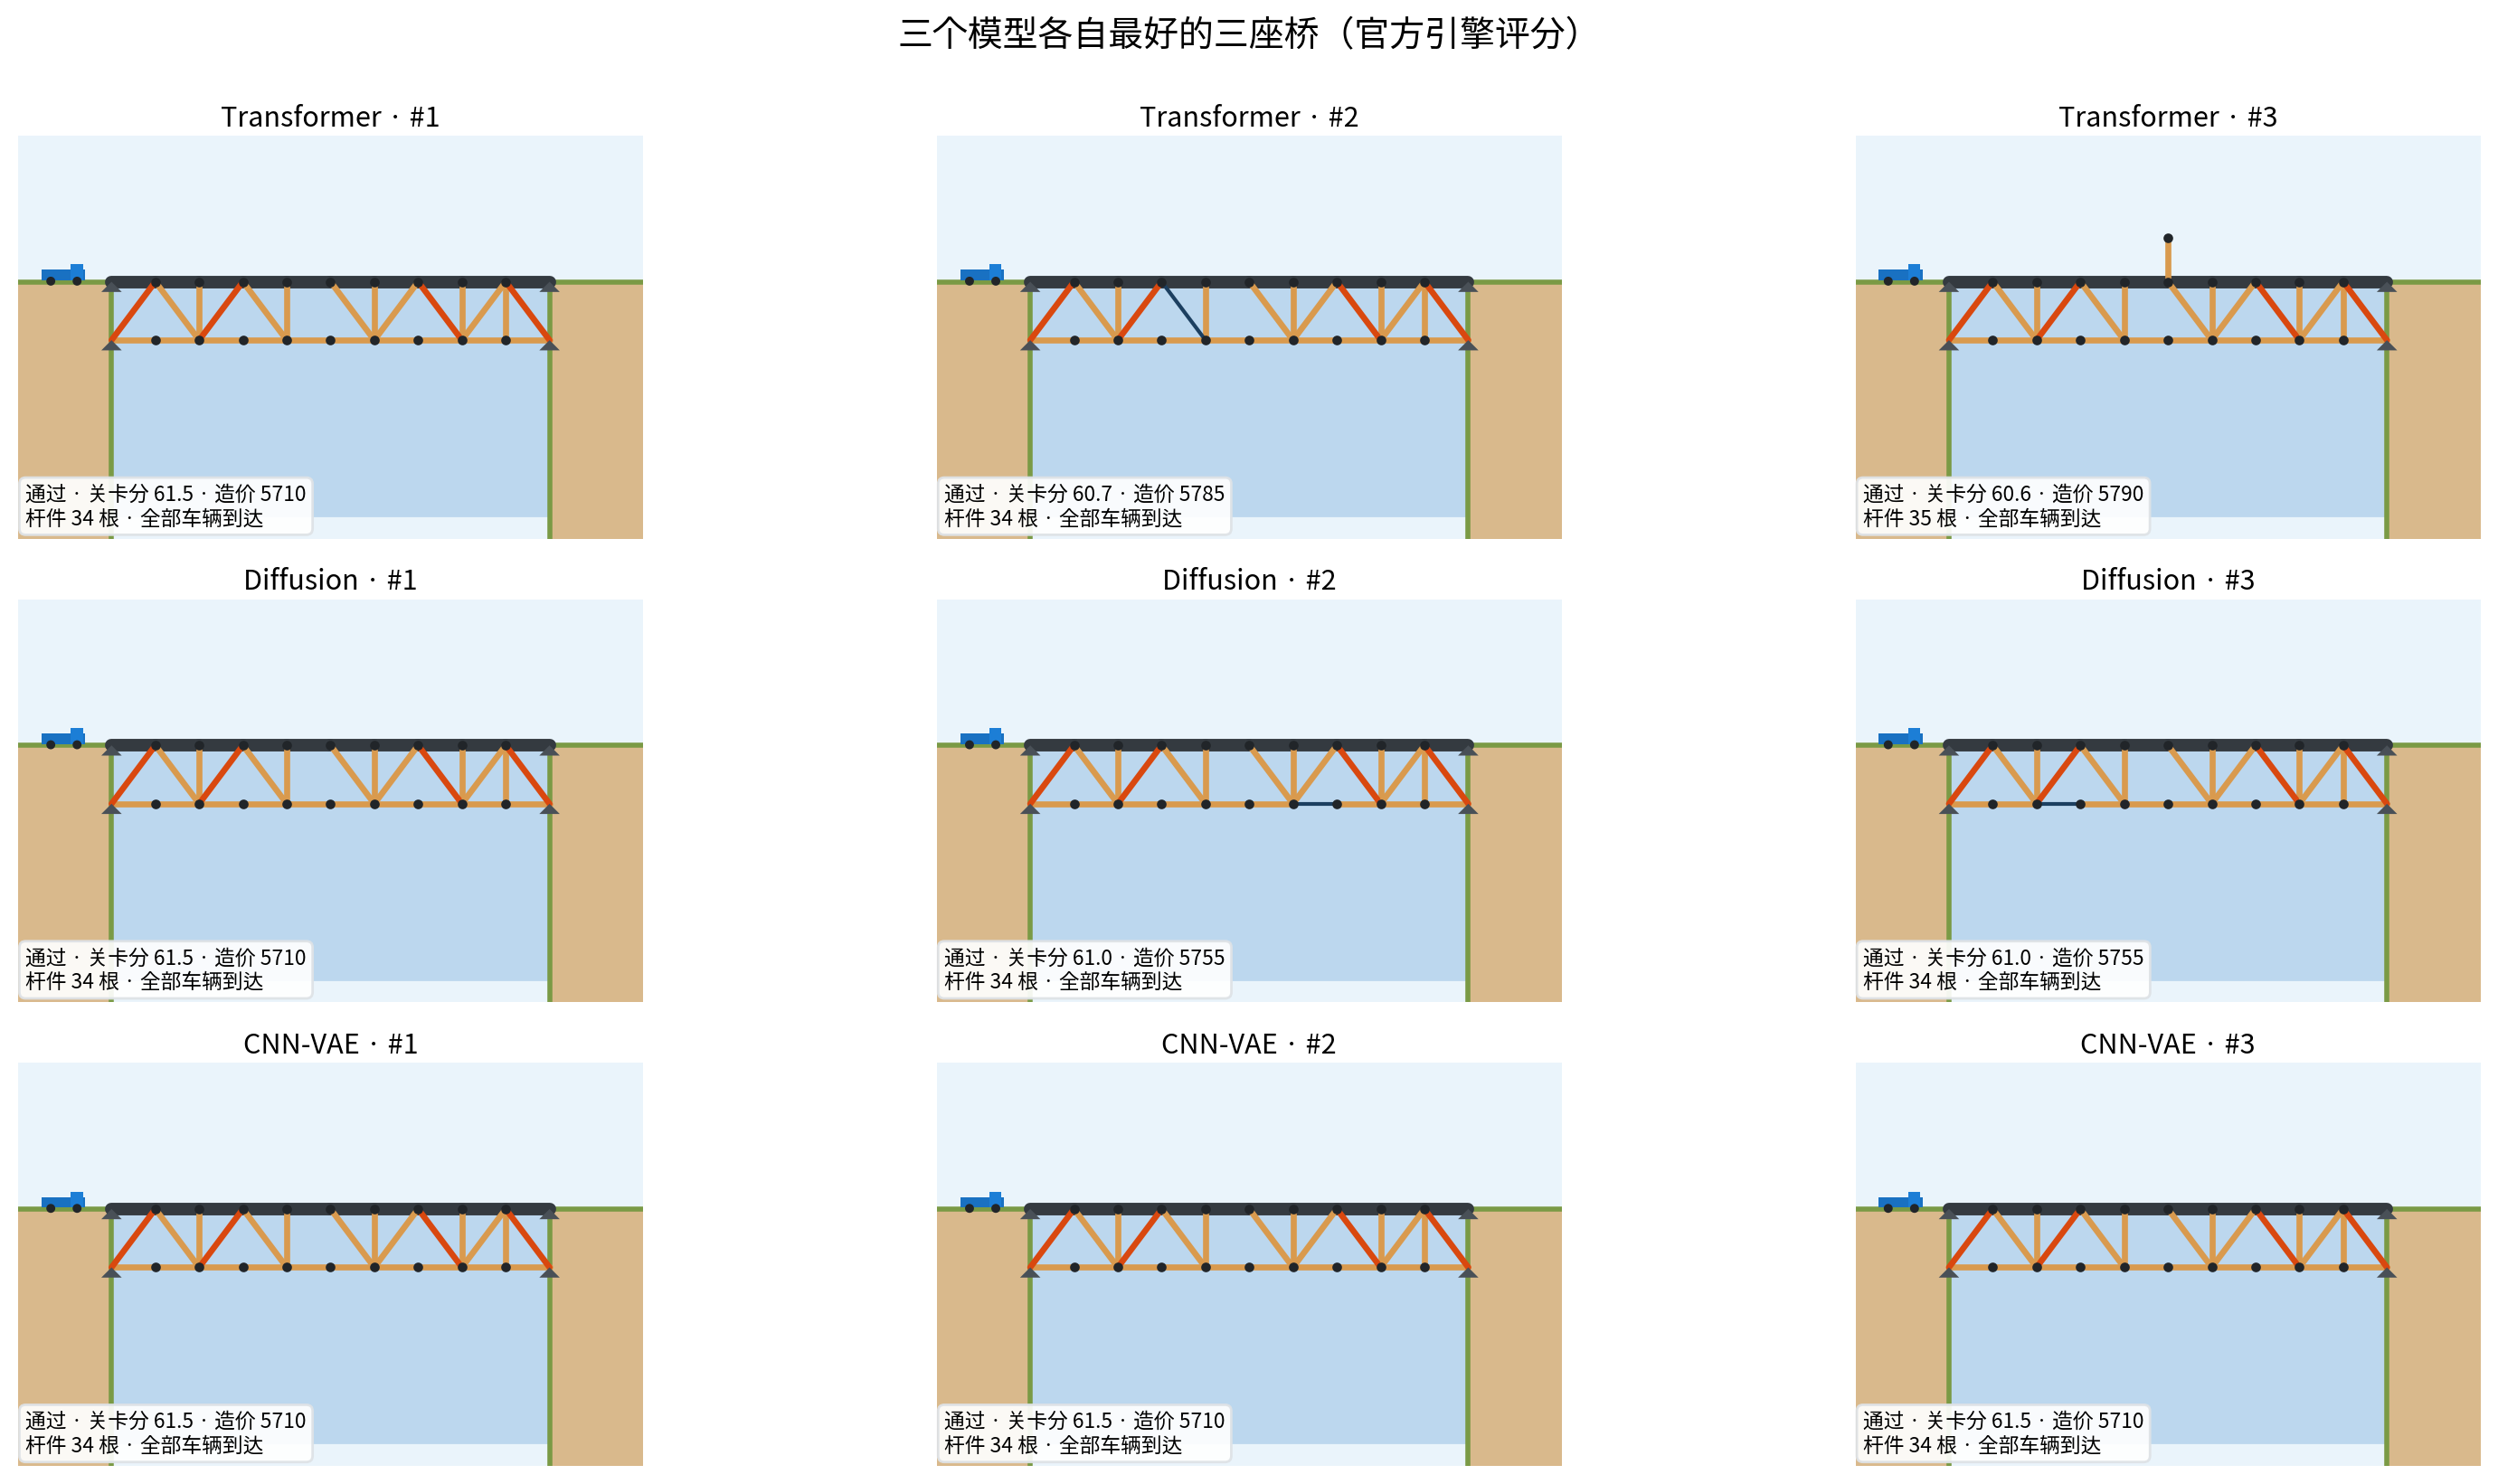 三个模型各自最好的三座桥（官方引擎评分）
Transformer · #1
Transformer · #2
Transformer · #3
通过 · 关卡分 61.5 · 造价 5710
杆件 34 根 · 全部车辆到达
通过 · 关卡分 60.7 · 造价 5785
杆件 34 根 · 全部车辆到达
通过 · 关卡分 60.6 · 造价 5790
杆件 35 根 · 全部车辆到达
Diffusion · #1
Diffusion · #2
Diffusion · #3
通过 · 关卡分 61.5 · 造价 5710
杆件 34 根 · 全部车辆到达
通过 · 关卡分 61.0 · 造价 5755
杆件 34 根 · 全部车辆到达
通过 · 关卡分 61.0 · 造价 5755
杆件 34 根 · 全部车辆到达
CNN-VAE · #1
CNN-VAE · #2
CNN-VAE · #3
通过 · 关卡分 61.5 · 造价 5710
杆件 34 根 · 全部车辆到达
通过 · 关卡分 61.5 · 造价 5710
杆件 34 根 · 全部车辆到达
通过 · 关卡分 61.5 · 造价 5710
杆件 34 根 · 全部车辆到达